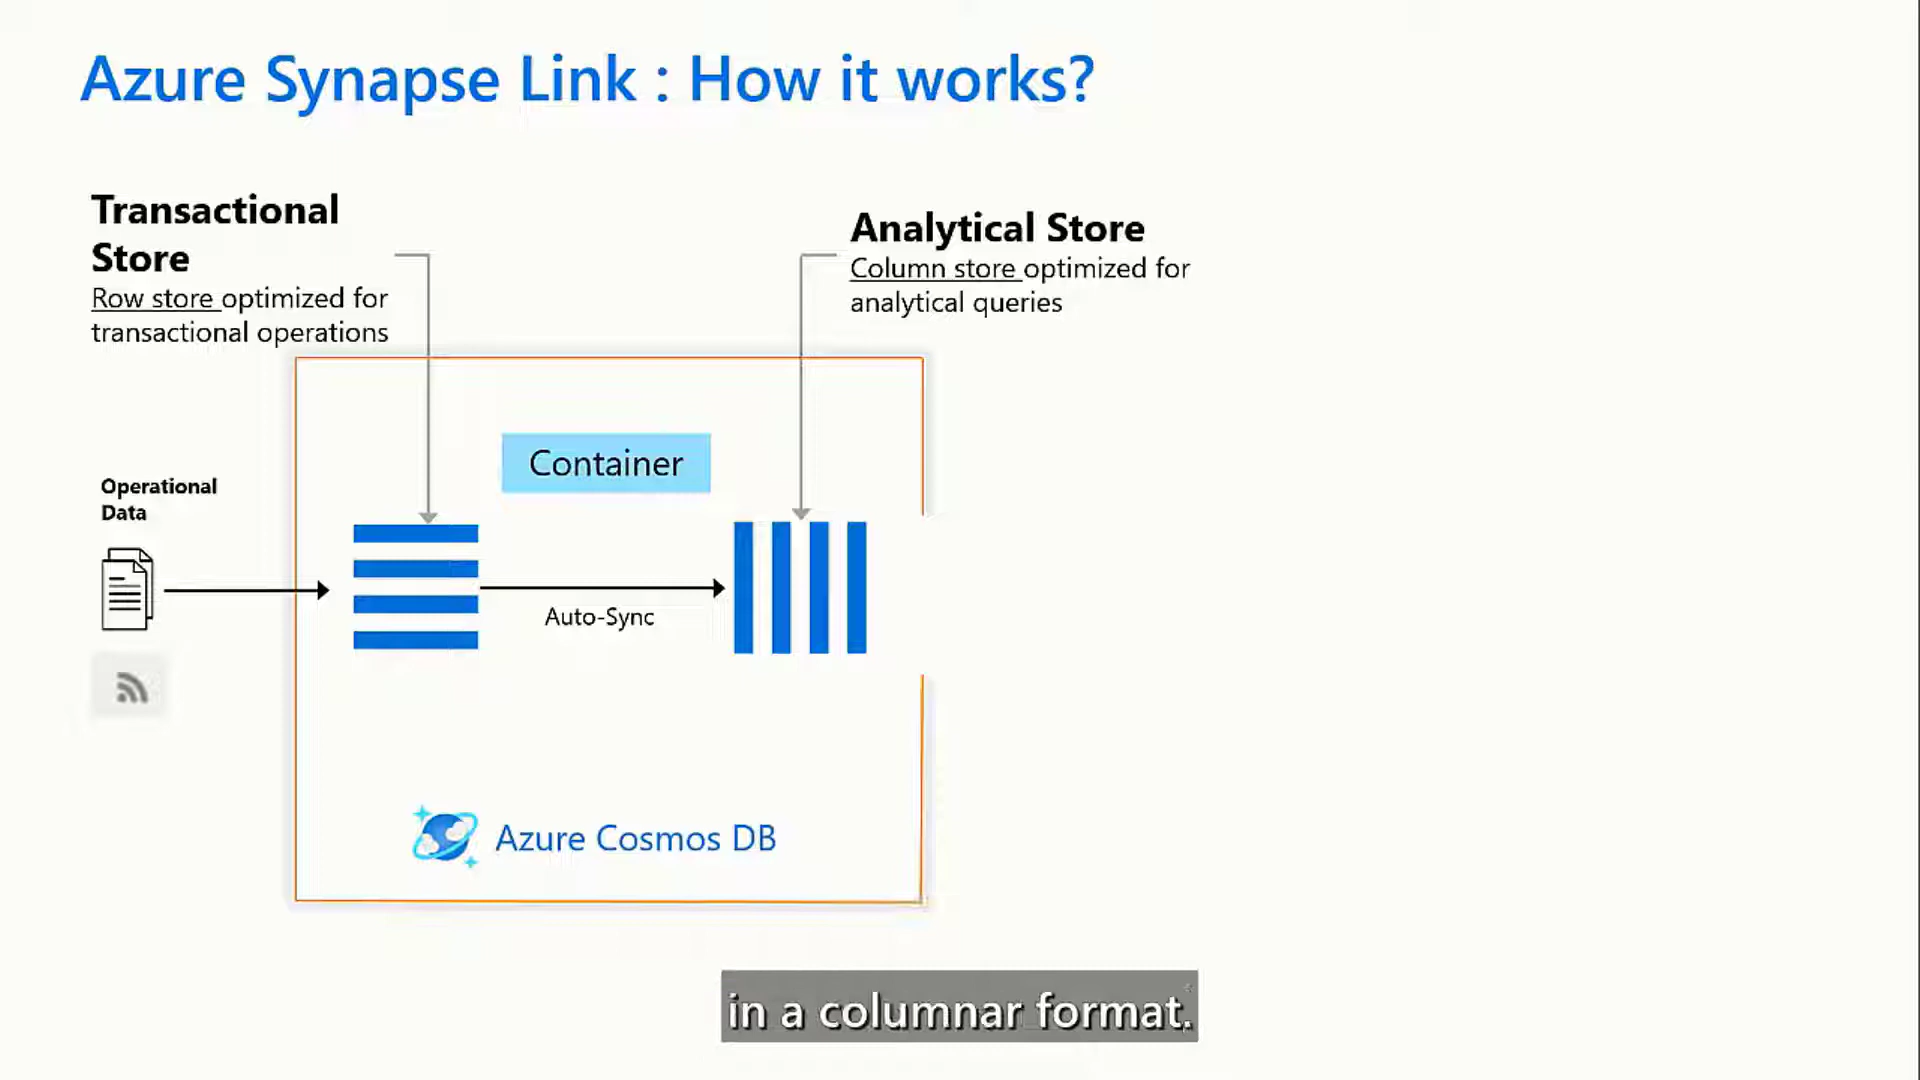 Azure Synapse Link : How it works?
Transactional
Store
Row store optimized for
transactional operations
Analytical Store
Column store optimized for
analytical queries
Container
Operational
Data
Auto-Sync
Azure Cosmos DB
in a columnar format.